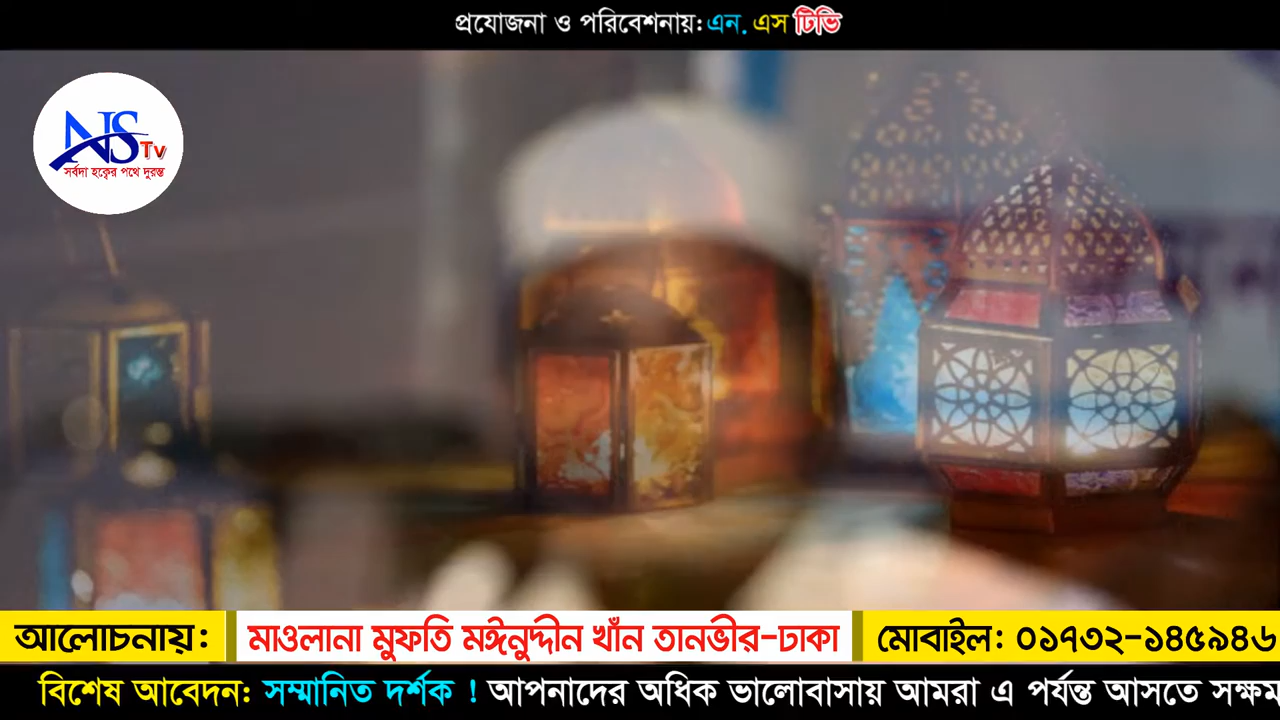 প্রযোজনা ও পরিবেশনায়: এন. এস টিভি
NS Tv
সর্বদা হক্বের পথে দুরন্ত
আলোচনায়: মাওলানা মুফতি মঈনুদ্দীন খাঁন তানভীর-ঢাকা মোবাইল: ০১৭৩২-১৪৫৯৪৬
বিশেষ আবেদন: সম্মানিত দর্শক ! আপনাদের অধিক ভালোবাসায় আমরা এ পর্যন্ত আসতে সক্ষম